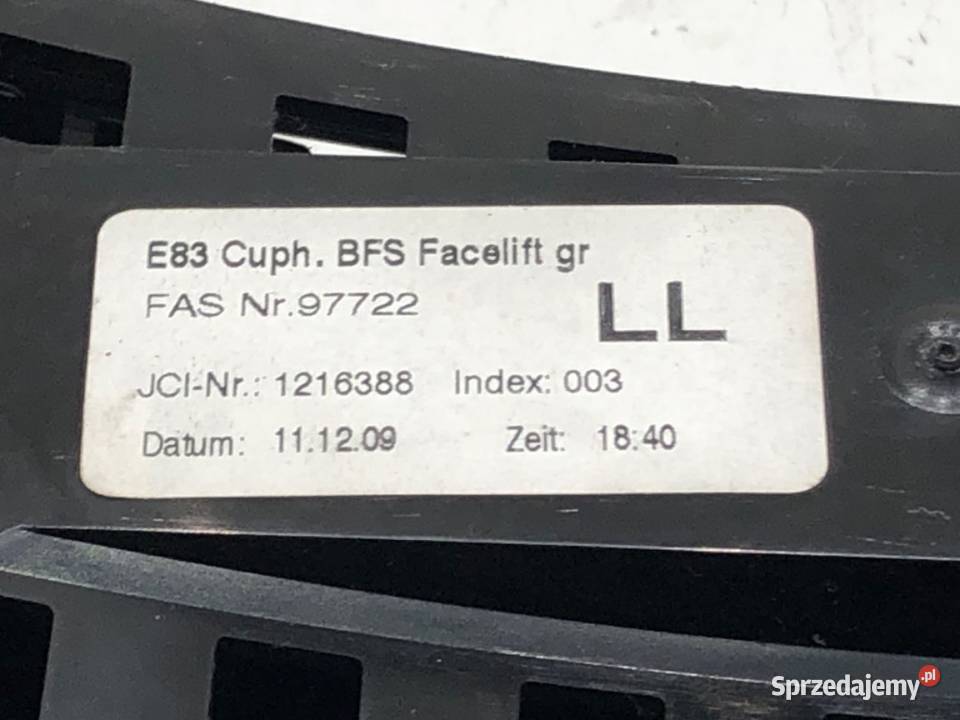 E83 Cuph. BFS Facelift gr
FAS Nr.97722
LL
JCI-Nr.: 1216388 Index: 003
Datum: 11.12.09 Zeit: 18:40
Sprzedajemy.pl